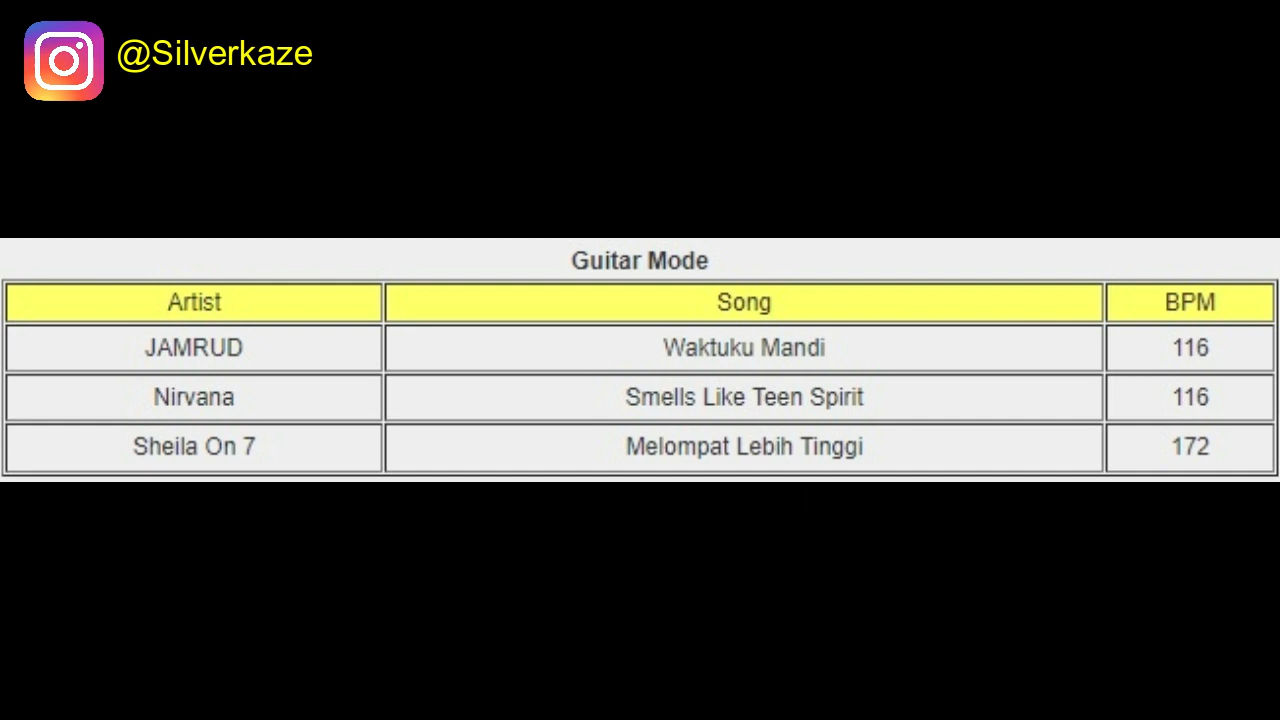 @Silverkaze
Guitar Mode
Artist Song BPM
JAMRUD Waktuku Mandi 116
Nirvana Smells Like Teen Spirit 116
Sheila On 7 Melompat Lebih Tinggi 172